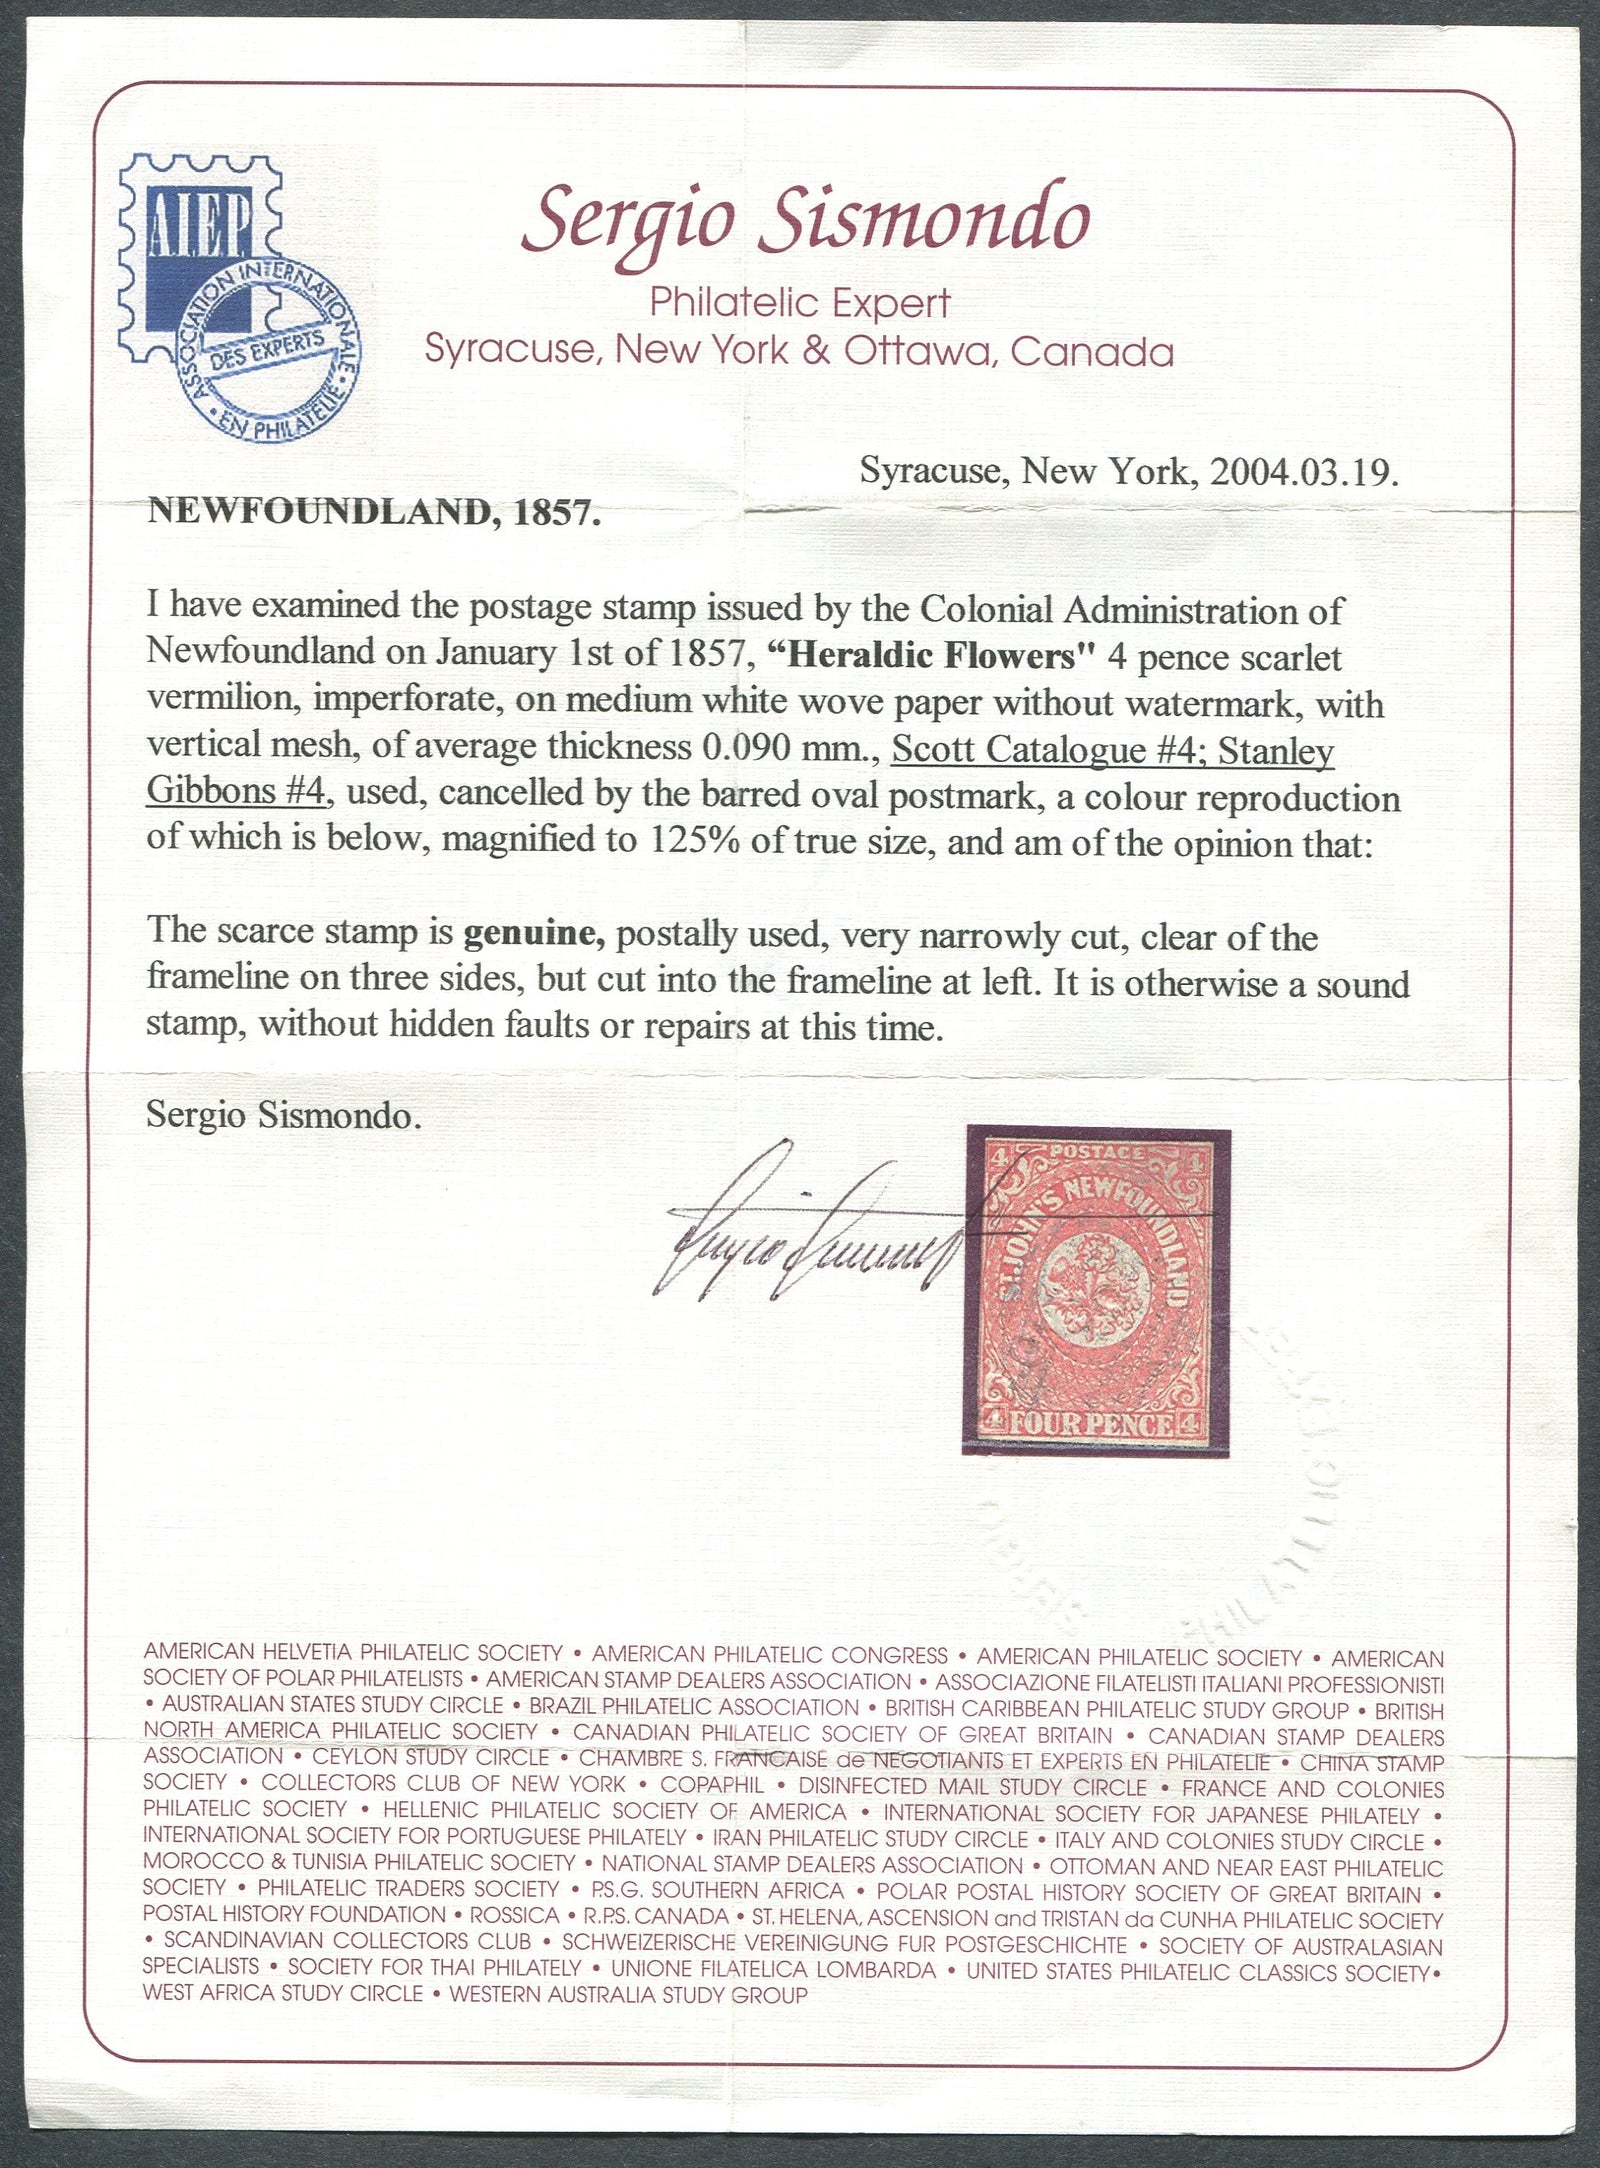 A.I.E.P.
ASSOCIATION INTERNATIONALE
DES EXPERTS
• EN PHILATELIE •
Sergio Sismondo
Philatelic Expert
Syracuse, New York & Ottawa, Canada
Syracuse, New York, 2004.03.19.
NEWFOUNDLAND, 1857.
I have examined the postage stamp issued by the Colonial Administration of
Newfoundland on January 1st of 1857, “Heraldic Flowers" 4 pence scarlet
vermilion, imperforate, on medium white wove paper without watermark, with
vertical mesh, of average thickness 0.090 mm., Scott Catalogue #4; Stanley
Gibbons #4, used, cancelled by the barred oval postmark, a colour reproduction
of which is below, magnified to 125% of true size, and am of the opinion that:
The scarce stamp is genuine, postally used, very narrowly cut, clear of the
frameline on three sides, but cut into the frameline at left. It is otherwise a sound
stamp, without hidden faults or repairs at this time.
Sergio Sismondo.
4 POSTAGE 4
ST. JOHN'S NEWFOUNDLAND
4 FOUR PENCE 4
PHILATELIC
AMERICAN HELVETIA PHILATELIC SOCIETY • AMERICAN PHILATELIC CONGRESS • AMERICAN PHILATELIC SOCIETY • AMERICAN
SOCIETY OF POLAR PHILATELISTS • AMERICAN STAMP DEALERS ASSOCIATION • ASSOCIAZIONE FILATELISTI ITALIANI PROFESSIONISTI
• AUSTRALIAN STATES STUDY CIRCLE • BRAZIL PHILATELIC ASSOCIATION • BRITISH CARIBBEAN PHILATELIC STUDY GROUP • BRITISH
NORTH AMERICA PHILATELIC SOCIETY • CANADIAN PHILATELIC SOCIETY OF GREAT BRITAIN • CANADIAN STAMP DEALERS
ASSOCIATION • CEYLON STUDY CIRCLE • CHAMBRE S. FRANCAISE de NEGOTIANTS ET EXPERTS EN PHILATELIE • CHINA STAMP
SOCIETY • COLLECTORS CLUB OF NEW YORK • COPAPHIL • DISINFECTED MAIL STUDY CIRCLE • FRANCE AND COLONIES
PHILATELIC SOCIETY • HELLENIC PHILATELIC SOCIETY OF AMERICA • INTERNATIONAL SOCIETY FOR JAPANESE PHILATELY •
INTERNATIONAL SOCIETY FOR PORTUGUESE PHILATELY • IRAN PHILATELIC STUDY CIRCLE • ITALY AND COLONIES STUDY CIRCLE •
MOROCCO & TUNISIA PHILATELIC SOCIETY • NATIONAL STAMP DEALERS ASSOCIATION • OTTOMAN AND NEAR EAST PHILATELIC
SOCIETY • PHILATELIC TRADERS SOCIETY • P.S.G. SOUTHERN AFRICA • POLAR POSTAL HISTORY SOCIETY OF GREAT BRITAIN •
POSTAL HISTORY FOUNDATION • ROSSICA • R.P.S. CANADA • ST. HELENA, ASCENSION and TRISTAN da CUNHA PHILATELIC SOCIETY
• SCANDINAVIAN COLLECTORS CLUB • SCHWEIZERISCHE VEREINIGUNG FUR POSTGESCHICHTE • SOCIETY OF AUSTRALASIAN
SPECIALISTS • SOCIETY FOR THAI PHILATELY • UNIONE FILATELICA LOMBARDA • UNITED STATES PHILATELIC CLASSICS SOCIETY•
WEST AFRICA STUDY CIRCLE • WESTERN AUSTRALIA STUDY GROUP